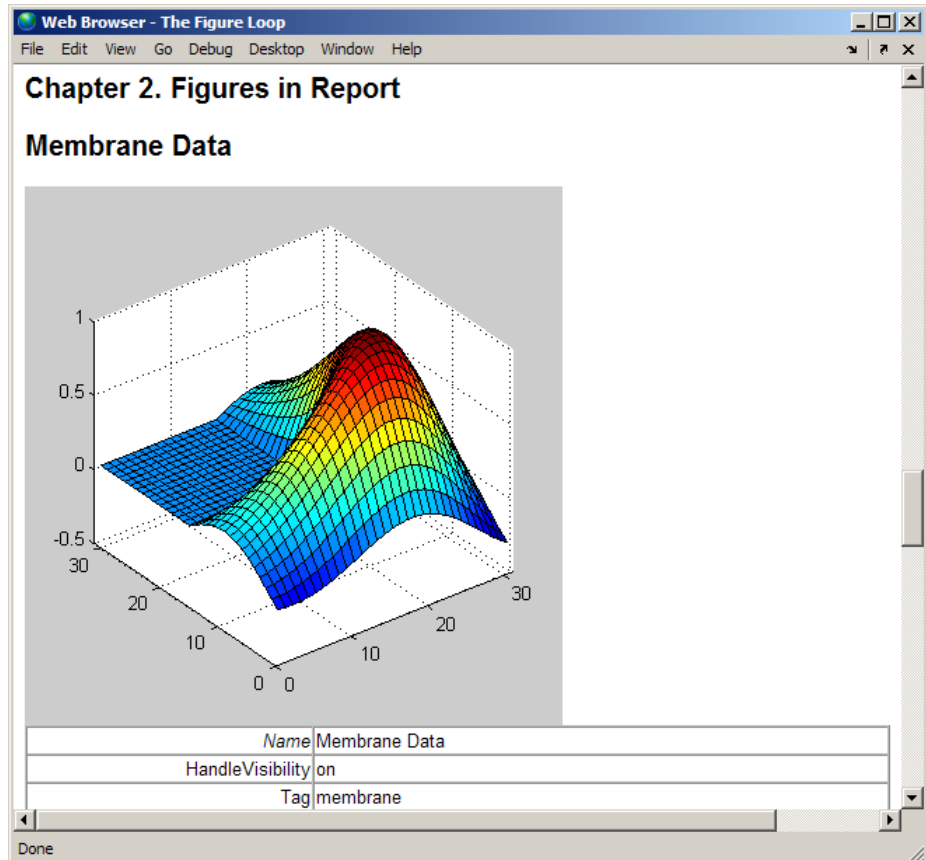 Web Browser - The Figure Loop
File Edit View Go Debug Desktop Window Help
Chapter 2. Figures in Report
Membrane Data
1
0.5
0
-0.5
30
20
10
0
0
10
20
30
Name Membrane Data
HandleVisibility on
Tag membrane
Done